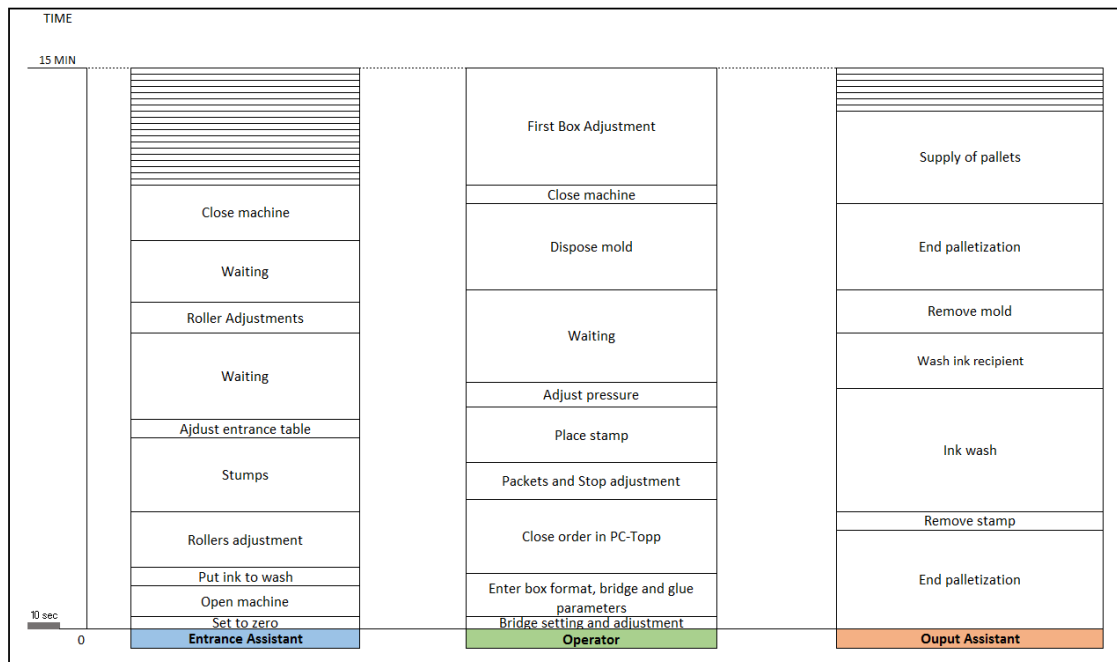 TIME
15 MIN
Close machine
Waiting
Roller Adjustments
Waiting
Ajdust entrance table
Stumps
Rollers adjustment
Put ink to wash
Open machine
Set to zero
Entrance Assistant
First Box Adjustment
Close machine
Dispose mold
Waiting
Adjust pressure
Place stamp
Packets and Stop adjustment
Close order in PC-Topp
Enter box format, bridge and glue
parameters
Bridge setting and adjustment
Operator
Supply of pallets
End palletization
Remove mold
Wash ink recipient
Ink wash
Remove stamp
End palletization
Ouput Assistant
10 sec
0